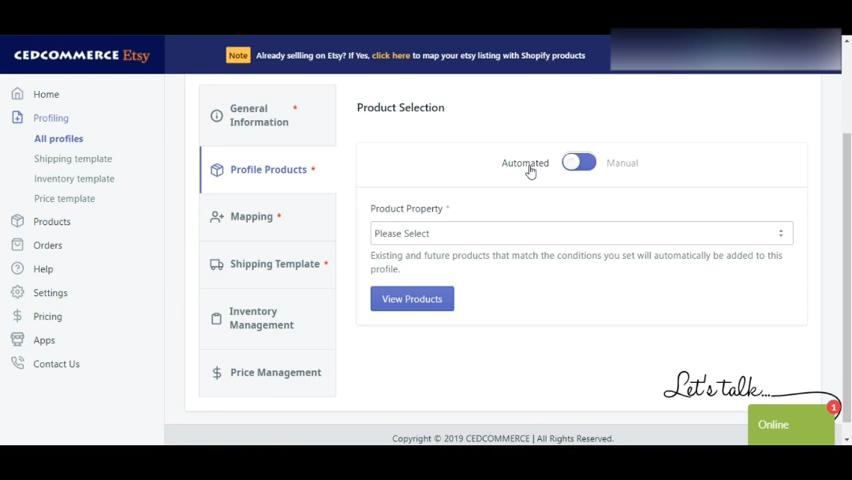 CEDCOMMERCE Etsy
Note Already sellling on Etsy? If Yes, click here to map your etsy listing with Shopify products
Home
Profiling
All profiles
Shipping template
Inventory template
Price template
Products
Orders
Help
Settings
Pricing
Apps
Contact Us
General
Information *
Profile Products *
Mapping *
Shipping Template *
Inventory
Management
Price Management
Product Selection
Automated Manual
Product Property *
Please Select
Existing and future products that match the conditions you set will automatically be added to this
profile.
View Products
Let's talk...
1
Online
Copyright © 2019 CEDCOMMERCE | All Rights Reserved.